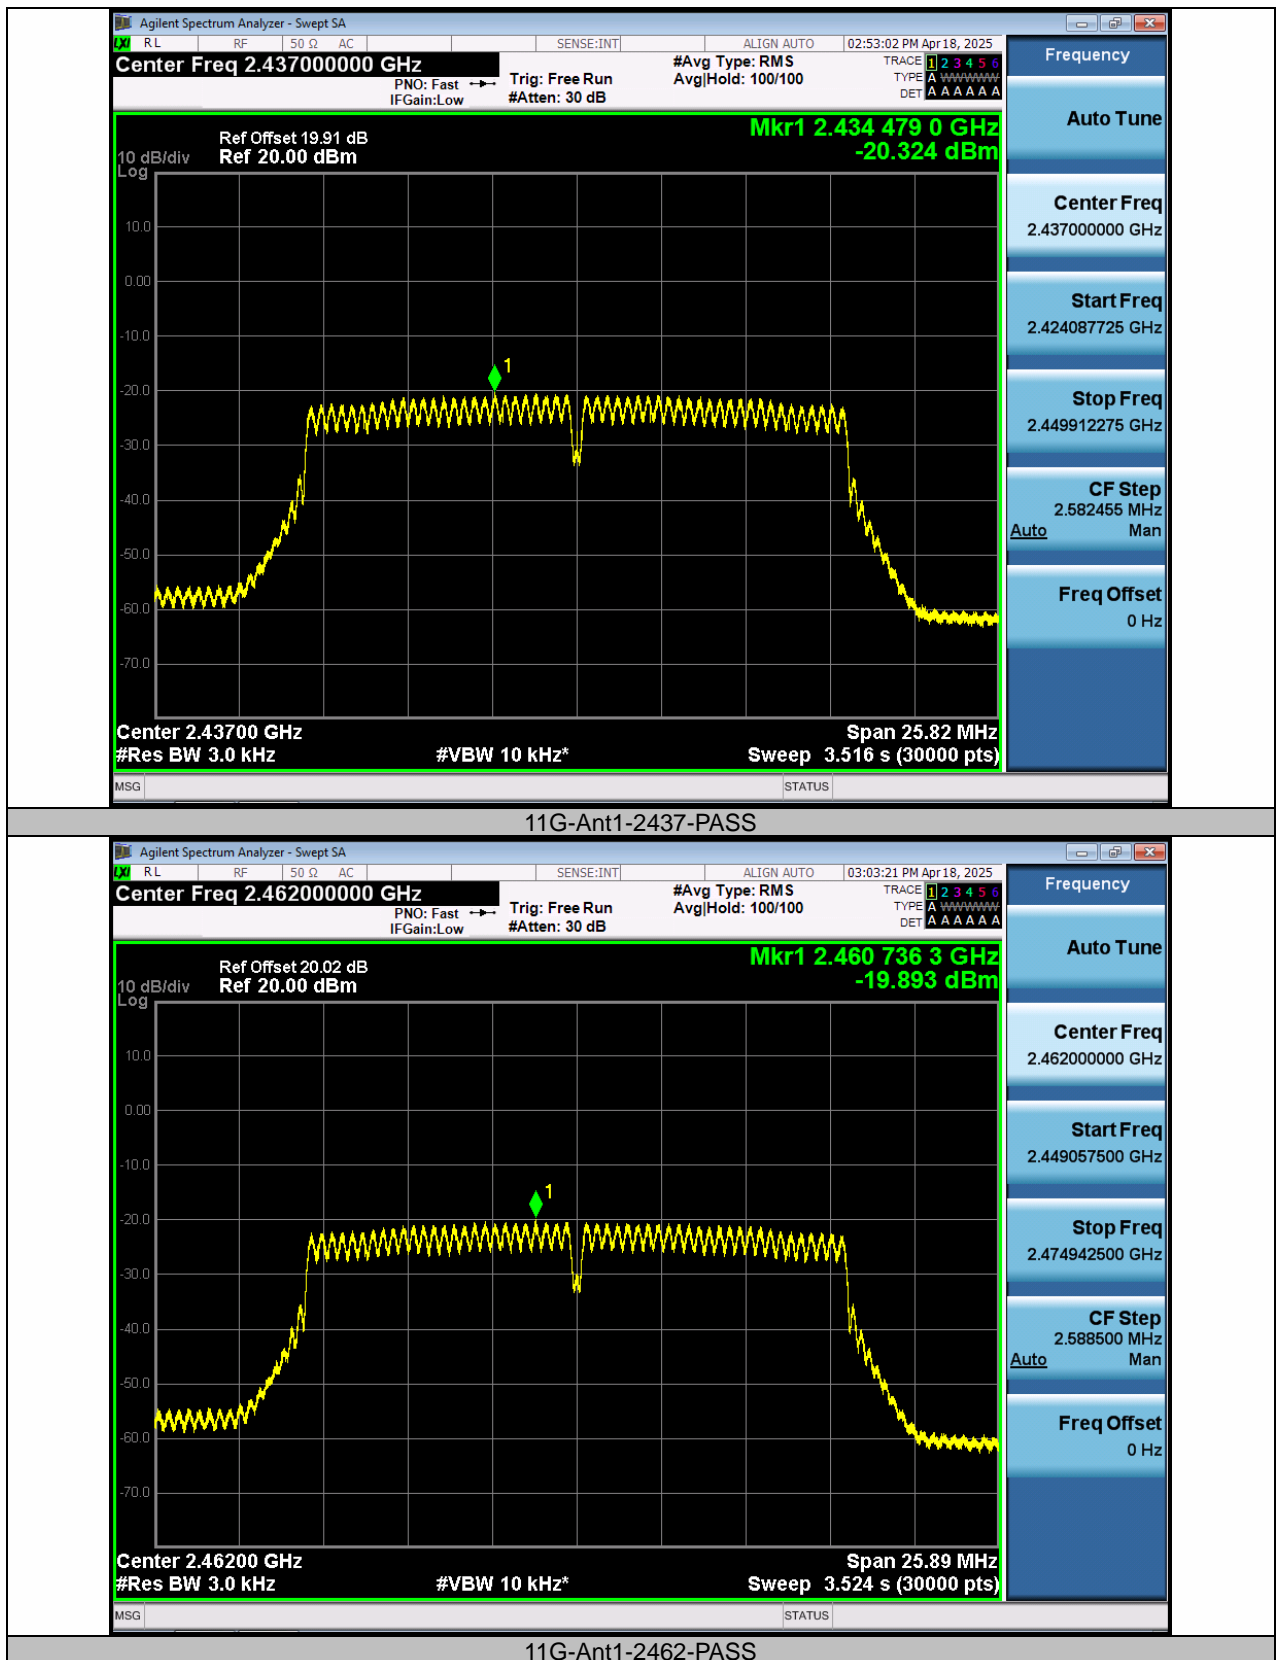 Agilent Spectrum Analyzer - Swept SA
LXI RL RF 50 Ω AC SENSE:INT ALIGN AUTO 02:53:02 PM Apr 18, 2025
Center Freq 2.437000000 GHz
PNO: Fast
IFGain:Low
Trig: Free Run
#Atten: 30 dB
#Avg Type: RMS
Avg|Hold: 100/100
TRACE 1 2 3 4 5 6
TYPE A WWWWW
DET A A A A A A
Ref Offset 19.91 dB
10 dB/div Ref 20.00 dBm
Log
Mkr1 2.434 479 0 GHz
-20.324 dBm
10.0
0.00
-10.0
-20.0
-30.0
-40.0
-50.0
-60.0
-70.0
1
Center 2.43700 GHz Span 25.82 MHz
#Res BW 3.0 kHz #VBW 10 kHz* Sweep 3.516 s (30000 pts)
MSG STATUS
Frequency
Auto Tune
Center Freq
2.437000000 GHz
Start Freq
2.424087725 GHz
Stop Freq
2.449912275 GHz
CF Step
2.582455 MHz
Auto Man
Freq Offset
0 Hz
11G-Ant1-2437-PASS
Agilent Spectrum Analyzer - Swept SA
LXI RL RF 50 Ω AC SENSE:INT ALIGN AUTO 03:03:21 PM Apr 18, 2025
Center Freq 2.462000000 GHz
PNO: Fast
IFGain:Low
Trig: Free Run
#Atten: 30 dB
#Avg Type: RMS
Avg|Hold: 100/100
TRACE 1 2 3 4 5 6
TYPE A WWWWW
DET A A A A A A
Ref Offset 20.02 dB
10 dB/div Ref 20.00 dBm
Log
Mkr1 2.460 736 3 GHz
-19.893 dBm
10.0
0.00
-10.0
-20.0
-30.0
-40.0
-50.0
-60.0
-70.0
1
Center 2.46200 GHz Span 25.89 MHz
#Res BW 3.0 kHz #VBW 10 kHz* Sweep 3.524 s (30000 pts)
MSG STATUS
Frequency
Auto Tune
Center Freq
2.462000000 GHz
Start Freq
2.449057500 GHz
Stop Freq
2.474942500 GHz
CF Step
2.588500 MHz
Auto Man
Freq Offset
0 Hz
11G-Ant1-2462-PASS